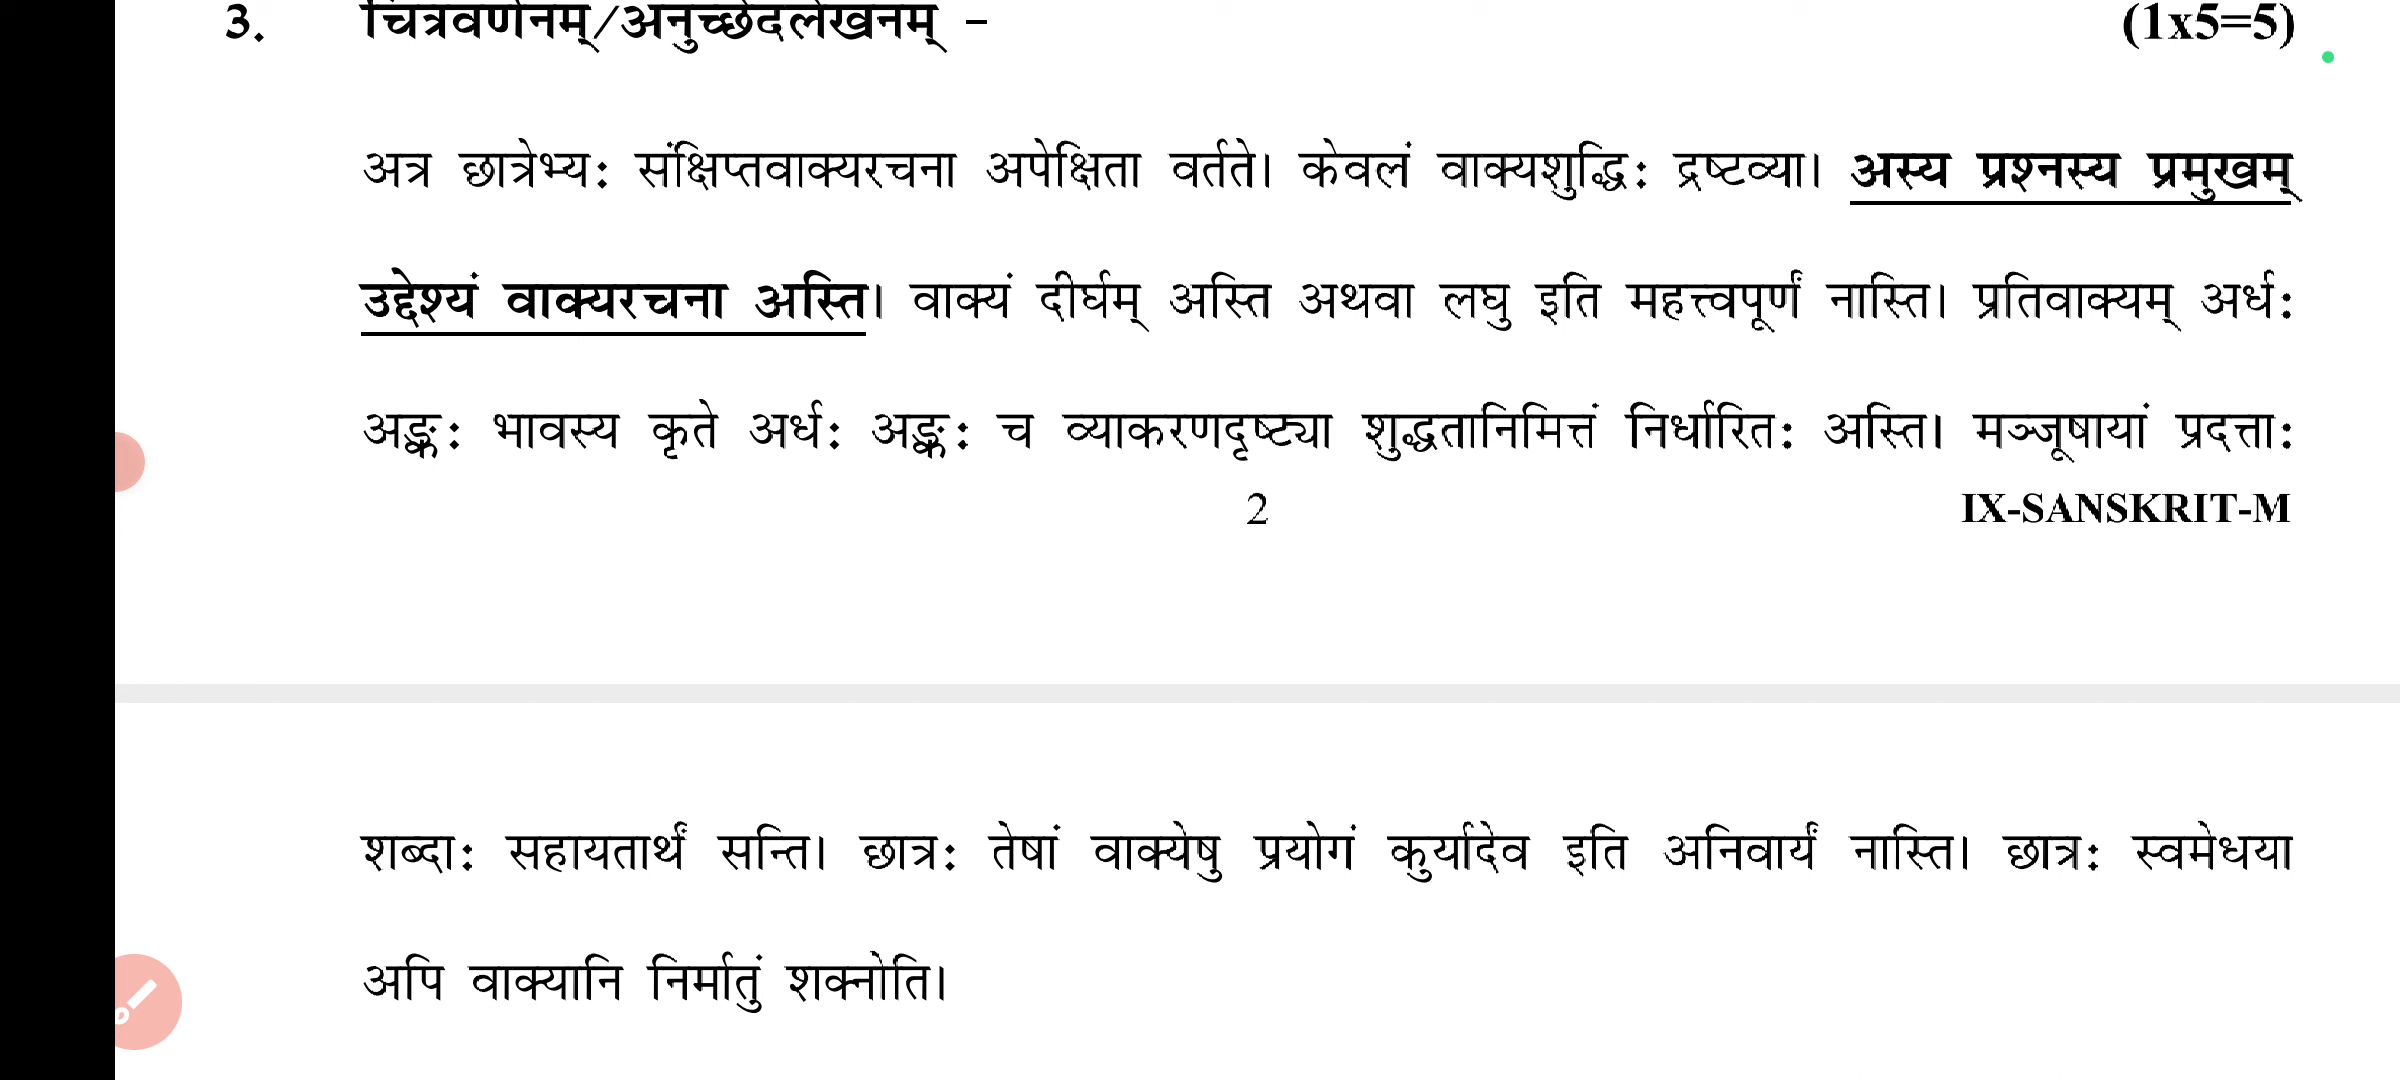 3. चित्रवर्णनम्/अनुच्छेदलेखनम् - (1x5=5)
अत्र छात्रेभ्य: संक्षिप्तवाक्यरचना अपेक्षिता वर्तते। केवलं वाक्यशुद्धि: द्रष्टव्या। अस्य प्रश्नस्य प्रमुखम्
उद्देश्यं वाक्यरचना अस्ति। वाक्यं दीर्घम् अस्ति अथवा लघु इति महत्त्वपूर्णं नास्ति। प्रतिवाक्यम् अर्ध:
अङ्क: भावस्य कृते अर्ध: अङ्क: च व्याकरणदृष्ट्या शुद्धतानिमित्तं निर्धारित: अस्ति। मञ्जूषायां प्रदत्ता:
2 IX-SANSKRIT-M
शब्दा: सहायतार्थं सन्ति। छात्र: तेषां वाक्येषु प्रयोगं कुर्यादेव इति अनिवार्यं नास्ति। छात्र: स्वमेधया
अपि वाक्यानि निर्मातुं शक्नोति।